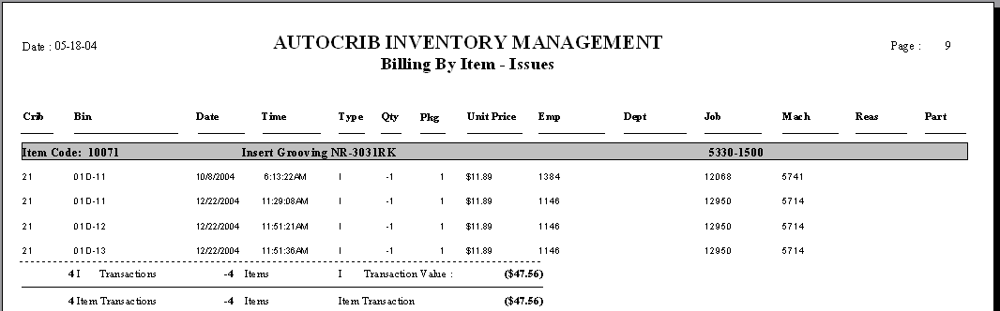 AUTOCRIB INVENTORY MANAGEMENT
Date : 05-18-04 Page : 9
Billing By Item - Issues
Crib Bin Date Time Type Qty Pkg Unit Price Emp Dept Job Mach Reas Part
Item Code: 10071 Insert Grooving NR-3031RK 5330-1500
21 01D-11 10/8/2004 6:13:22AM I -1 1 $11.89 1384 12068 5741
21 01D-11 12/22/2004 11:29:08AM I -1 1 $11.89 1146 12950 5714
21 01D-12 12/22/2004 11:51:21AM I -1 1 $11.89 1146 12950 5714
21 01D-13 12/22/2004 11:51:36AM I -1 1 $11.89 1146 12950 5714
4 I Transactions -4 Items I Transaction Value : ($47.56)
4 Item Transactions -4 Items Item Transaction ($47.56)